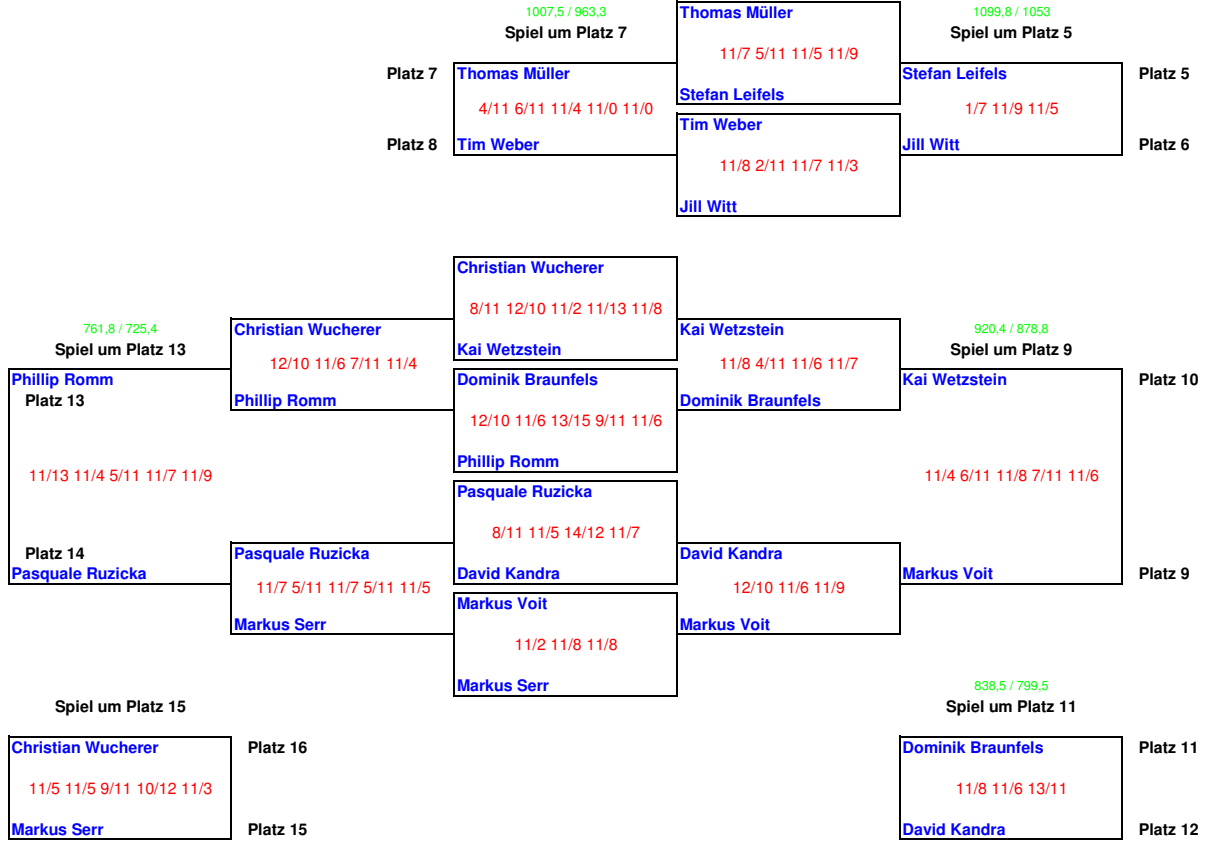 1007,5 / 963,3 Thomas Müller 1099,8 / 1053
Spiel um Platz 7 Spiel um Platz 5
11/7 5/11 11/5 11/9
Platz 7 Thomas Müller Stefan Leifels Platz 5
Stefan Leifels
4/11 6/11 11/4 11/0 11/0 1/7 11/9 11/5
Tim Weber
Platz 8 Tim Weber Jill Witt Platz 6
11/8 2/11 11/7 11/3
Jill Witt
Christian Wucherer
8/11 12/10 11/2 11/13 11/8
761,8 / 725,4 Christian Wucherer Kai Wetzstein 920,4 / 878,8
Spiel um Platz 13 Kai Wetzstein Spiel um Platz 9
12/10 11/6 7/11 11/4 11/8 4/11 11/6 11/7
Phillip Romm Dominik Braunfels Kai Wetzstein Platz 10
Platz 13 Phillip Romm Dominik Braunfels
12/10 11/6 13/15 9/11 11/6
Phillip Romm
11/13 11/4 5/11 11/7 11/9 11/4 6/11 11/8 7/11 11/6
Pasquale Ruzicka
8/11 11/5 14/12 11/7
Platz 14 Pasquale Ruzicka David Kandra
Pasquale Ruzicka David Kandra Markus Voit Platz 9
11/7 5/11 11/7 5/11 11/5 12/10 11/6 11/9
Markus Voit
Markus Serr Markus Voit
11/2 11/8 11/8
Markus Serr 838,5 / 799,5
Spiel um Platz 15 Spiel um Platz 11
Christian Wucherer Platz 16 Dominik Braunfels Platz 11
11/5 11/5 9/11 10/12 11/3 11/8 11/6 13/11
Markus Serr Platz 15 David Kandra Platz 12